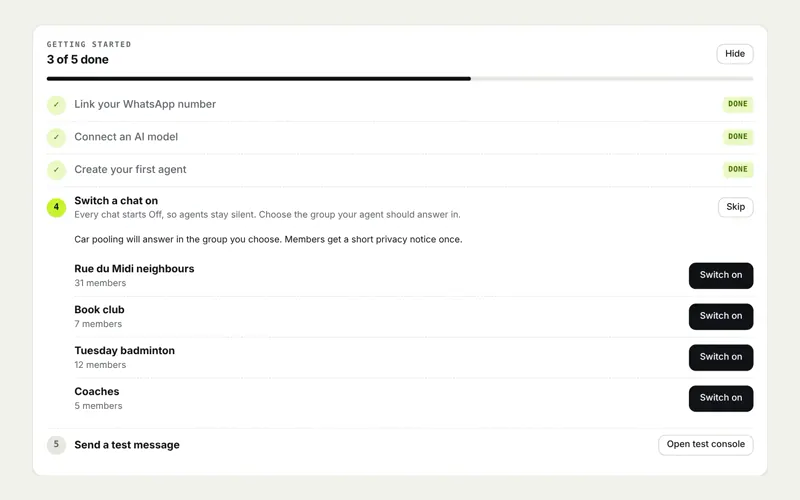 GETTING STARTED
3 of 5 done
Hide
✓ Link your WhatsApp number DONE
✓ Connect an AI model DONE
✓ Create your first agent DONE
4 Switch a chat on
Every chat starts Off, so agents stay silent. Choose the group your agent should answer in.
Skip
Car pooling will answer in the group you choose. Members get a short privacy notice once.
Rue du Midi neighbours
31 members
Switch on
Book club
7 members
Switch on
Tuesday badminton
12 members
Switch on
Coaches
5 members
Switch on
5 Send a test message Open test console